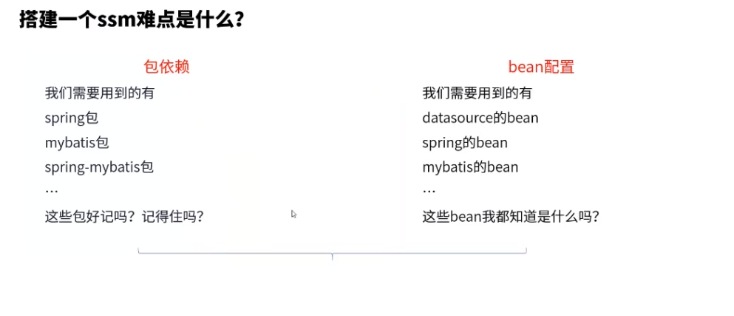 搭建一个ssm难点是什么？
包依赖
我们需要用到的有
spring包
mybatis包
spring-mybatis包
…
这些包好记吗？记得住吗？
bean配置
我们需要用到的有
datasource的bean
spring的bean
mybatis的bean
…
这些bean我都知道是什么吗？